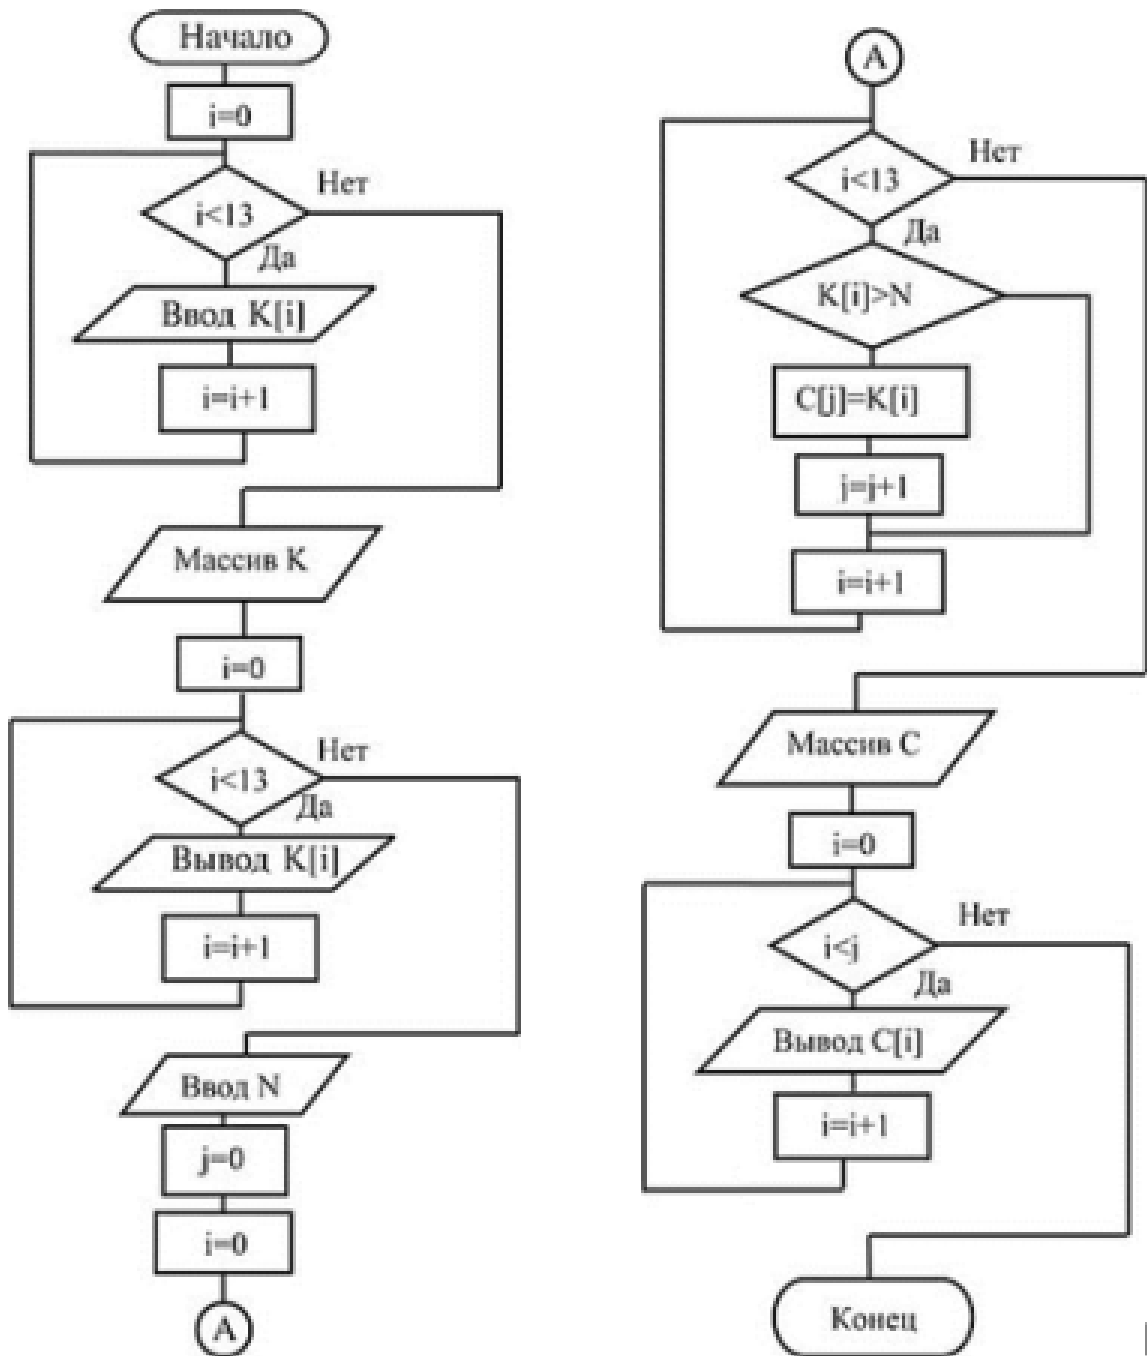 Начало
i=0
i<13
Нет
Да
Ввод K[i]
i=i+1
Массив K
i=0
i<13
Нет
Да
Вывод K[i]
i=i+1
Ввод N
j=0
i=0
A
A
i<13
Нет
Да
K[i]>N
C[j]=K[i]
j=j+1
i=i+1
Массив C
i=0
i<j
Нет
Да
Вывод C[i]
i=i+1
Конец